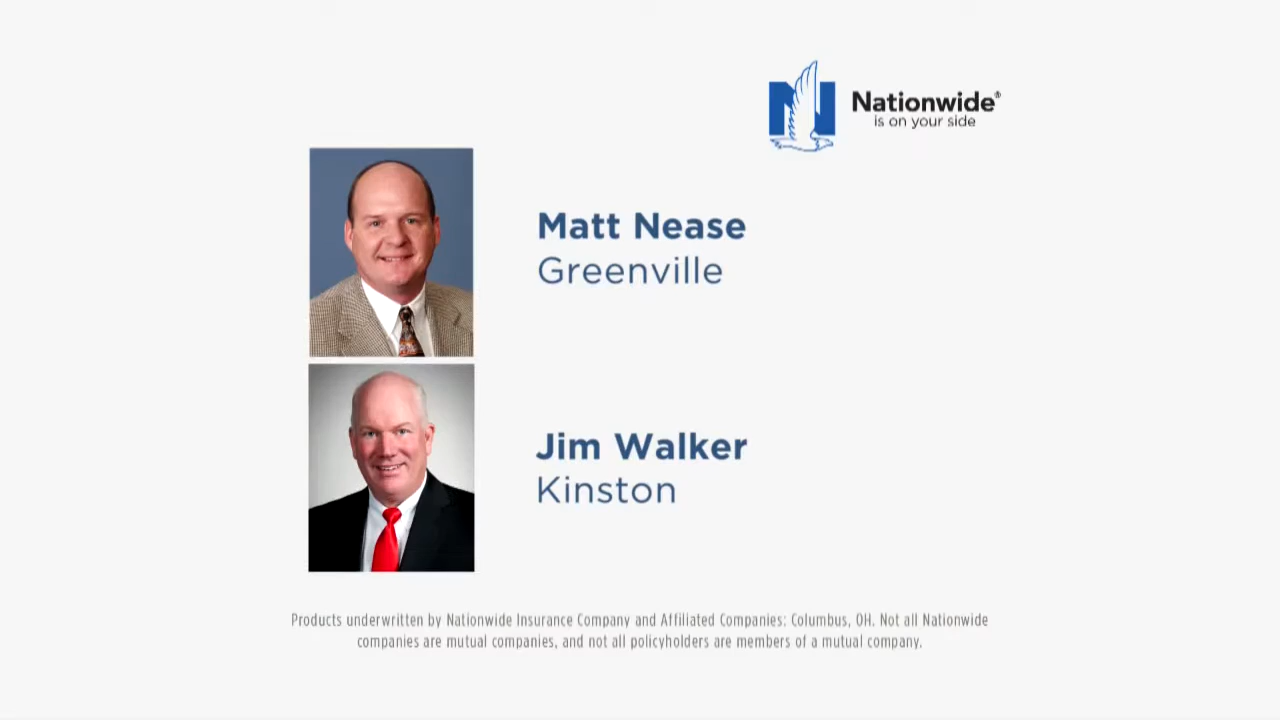 Nationwide®
is on your side
Matt Nease
Greenville
Jim Walker
Kinston
Products underwritten by Nationwide Insurance Company and Affiliated Companies; Columbus, OH. Not all Nationwide
companies are mutual companies, and not all policyholders are members of a mutual company.